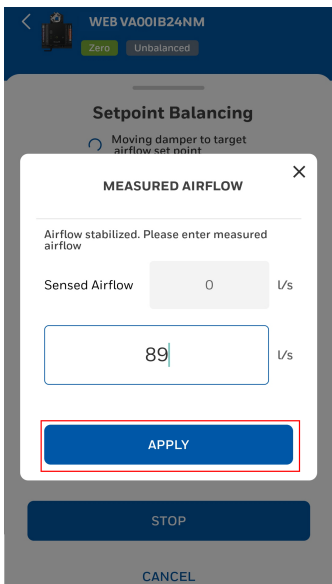 WEB VA00IB24NM
Zero
Unbalanced
Setpoint Balancing
Moving damper to target
airflow set point
MEASURED AIRFLOW
Airflow stabilized. Please enter measured
airflow
Sensed Airflow 0 l/s
89 l/s
APPLY
STOP
CANCEL